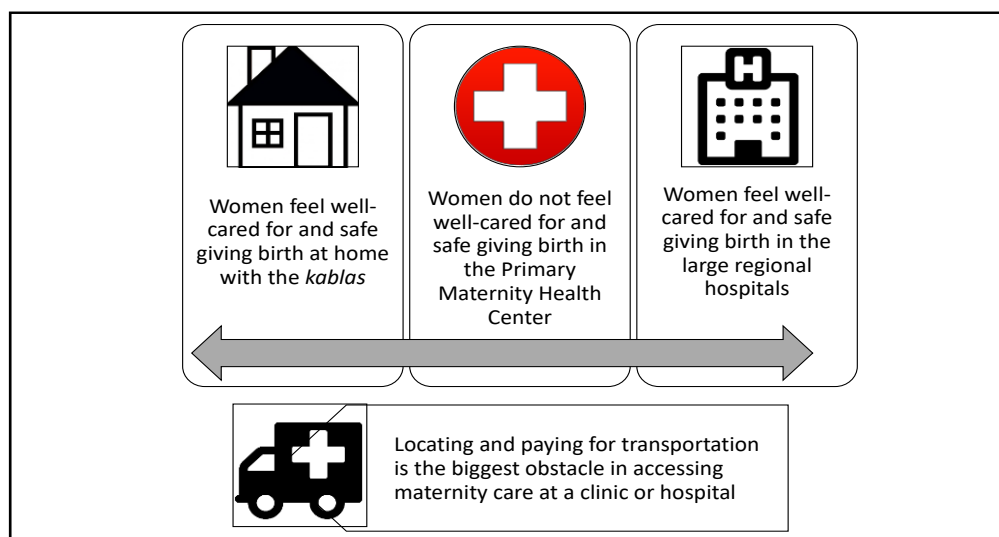 Women feel well-
cared for and safe
giving birth at home
with the kablas
Women do not feel
well-cared for and
safe giving birth in
the Primary
Maternity Health
Center
H
Women feel well-
cared for and safe
giving birth in the
large regional
hospitals
Locating and paying for transportation
is the biggest obstacle in accessing
maternity care at a clinic or hospital